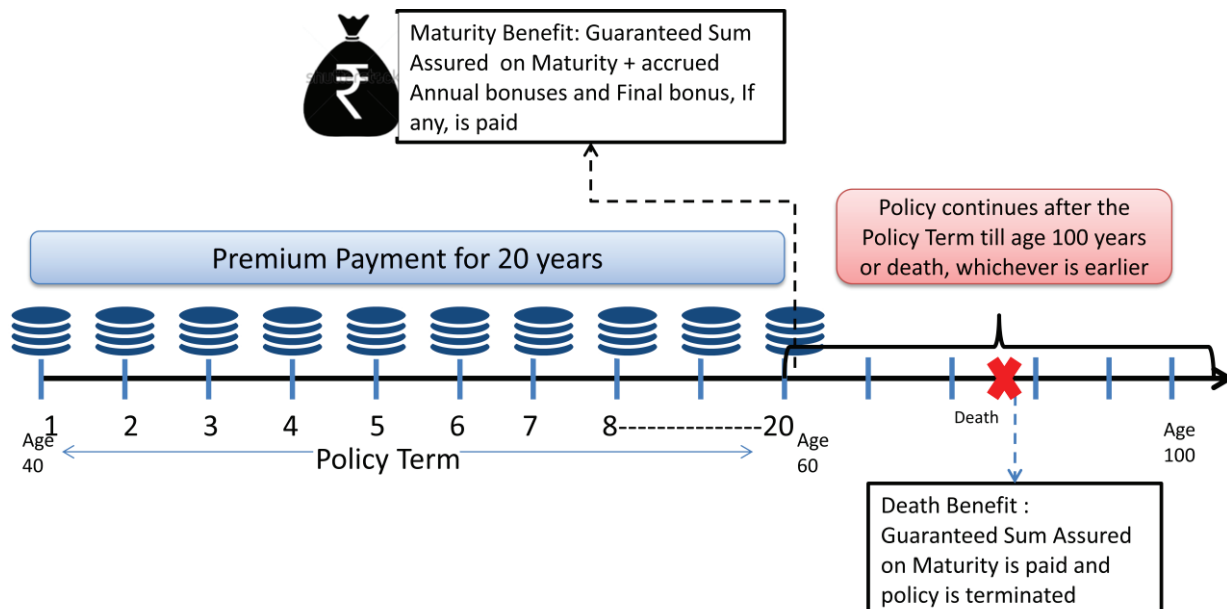 Maturity Benefit: Guaranteed Sum
Assured on Maturity + accrued
Annual bonuses and Final bonus, If
any, is paid
₹
shutterstock
Policy continues after the
Policy Term till age 100 years
or death, whichever is earlier
Premium Payment for 20 years
1 2 3 4 5 6 7 8---------------20
Age
40
Policy Term
Age
60
Death
Age
100
Death Benefit :
Guaranteed Sum Assured
on Maturity is paid and
policy is terminated